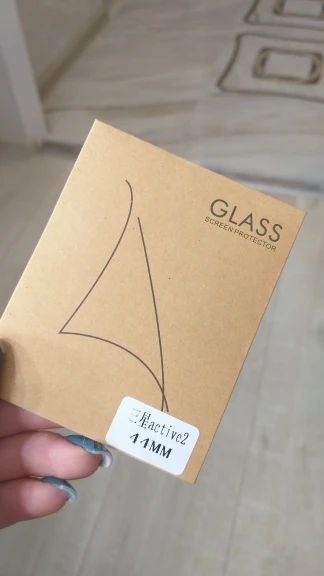 GLASS
SCREEN PROTECTOR
三星active2
44MM